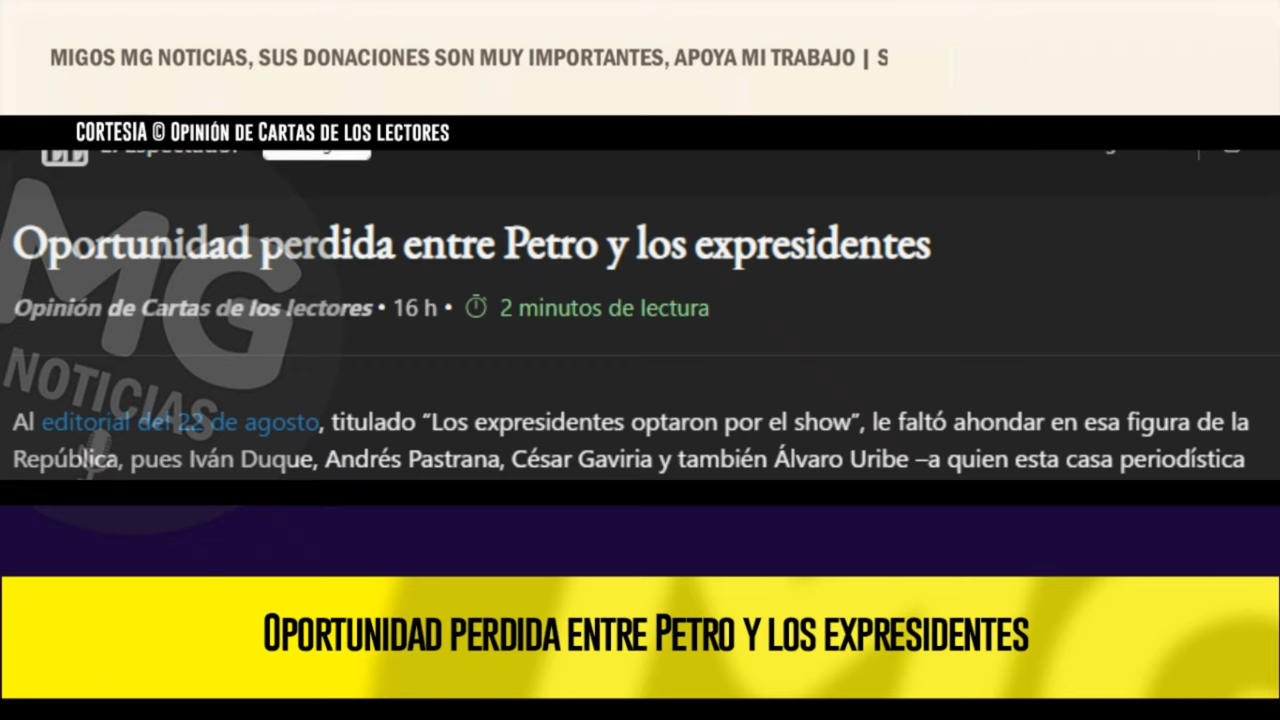 MIGOS MG NOTICIAS, SUS DONACIONES SON MUY IMPORTANTES, APOYA MI TRABAJO | S
CORTESIA © OPINIÓN DE CARTAS DE LOS LECTORES
El Espectador
Oportunidad perdida entre Petro y los expresidentes
Opinión de Cartas de los lectores • 16 h • 2 minutos de lectura
MG
NOTICIAS
Al editorial del 22 de agosto, titulado “Los expresidentes optaron por el show”, le faltó ahondar en esa figura de la
República, pues Iván Duque, Andrés Pastrana, César Gaviria y también Álvaro Uribe –a quien esta casa periodística
OPORTUNIDAD PERDIDA ENTRE PETRO Y LOS EXPRESIDENTES